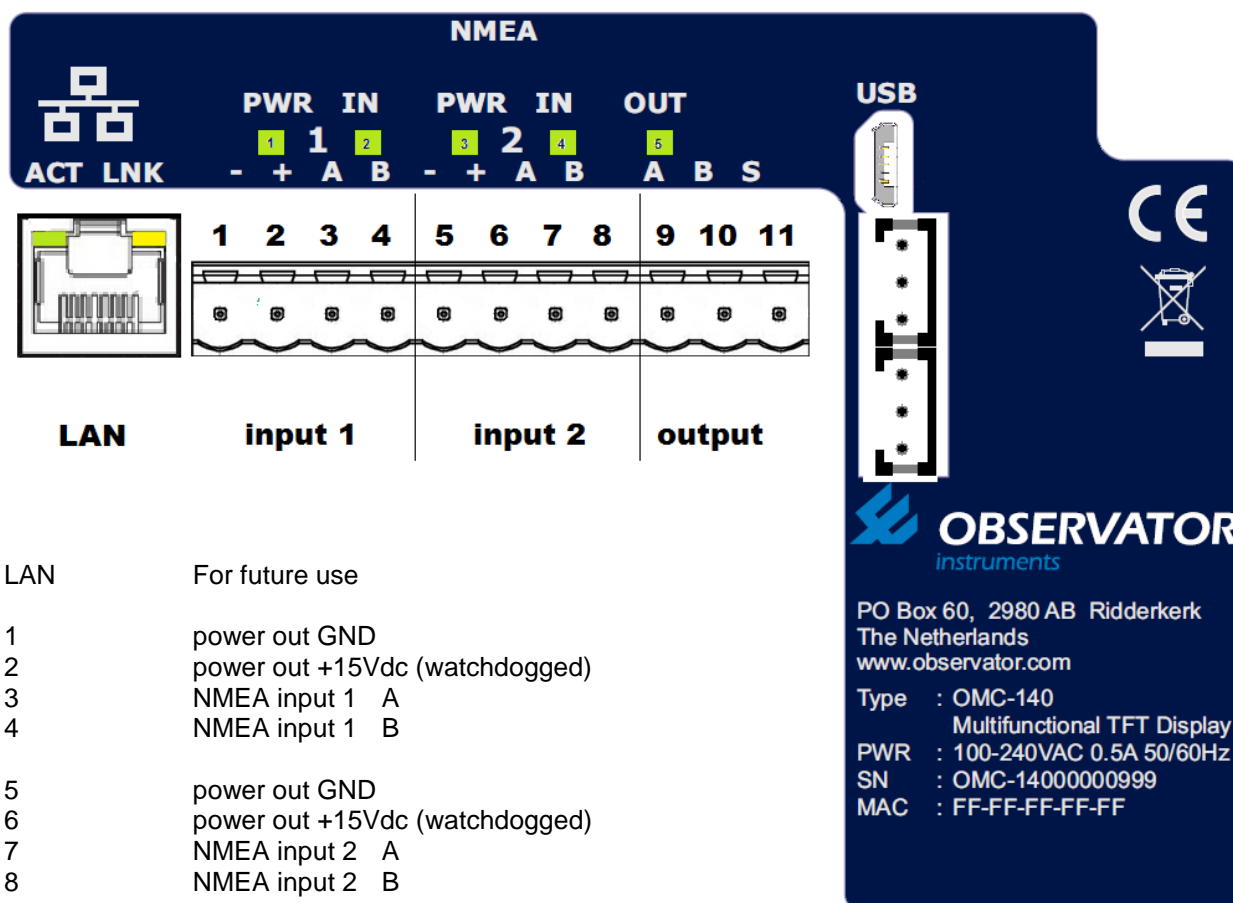 NMEA
PWR IN PWR IN OUT USB
1 1 2 3 2 4 5
ACT LNK - + A B - + A B A B S
1 2 3 4 5 6 7 8 9 10 11
CE
LAN input 1 input 2 output
OBSERVATOR
instruments
LAN For future use
1 power out GND
2 power out +15Vdc (watchdogged)
3 NMEA input 1 A
4 NMEA input 1 B
5 power out GND
6 power out +15Vdc (watchdogged)
7 NMEA input 2 A
8 NMEA input 2 B
PO Box 60, 2980 AB Ridderkerk
The Netherlands
www.observator.com
Type : OMC-140
Multifunctional TFT Display
PWR : 100-240VAC 0.5A 50/60Hz
SN : OMC-14000000999
MAC : FF-FF-FF-FF-FF